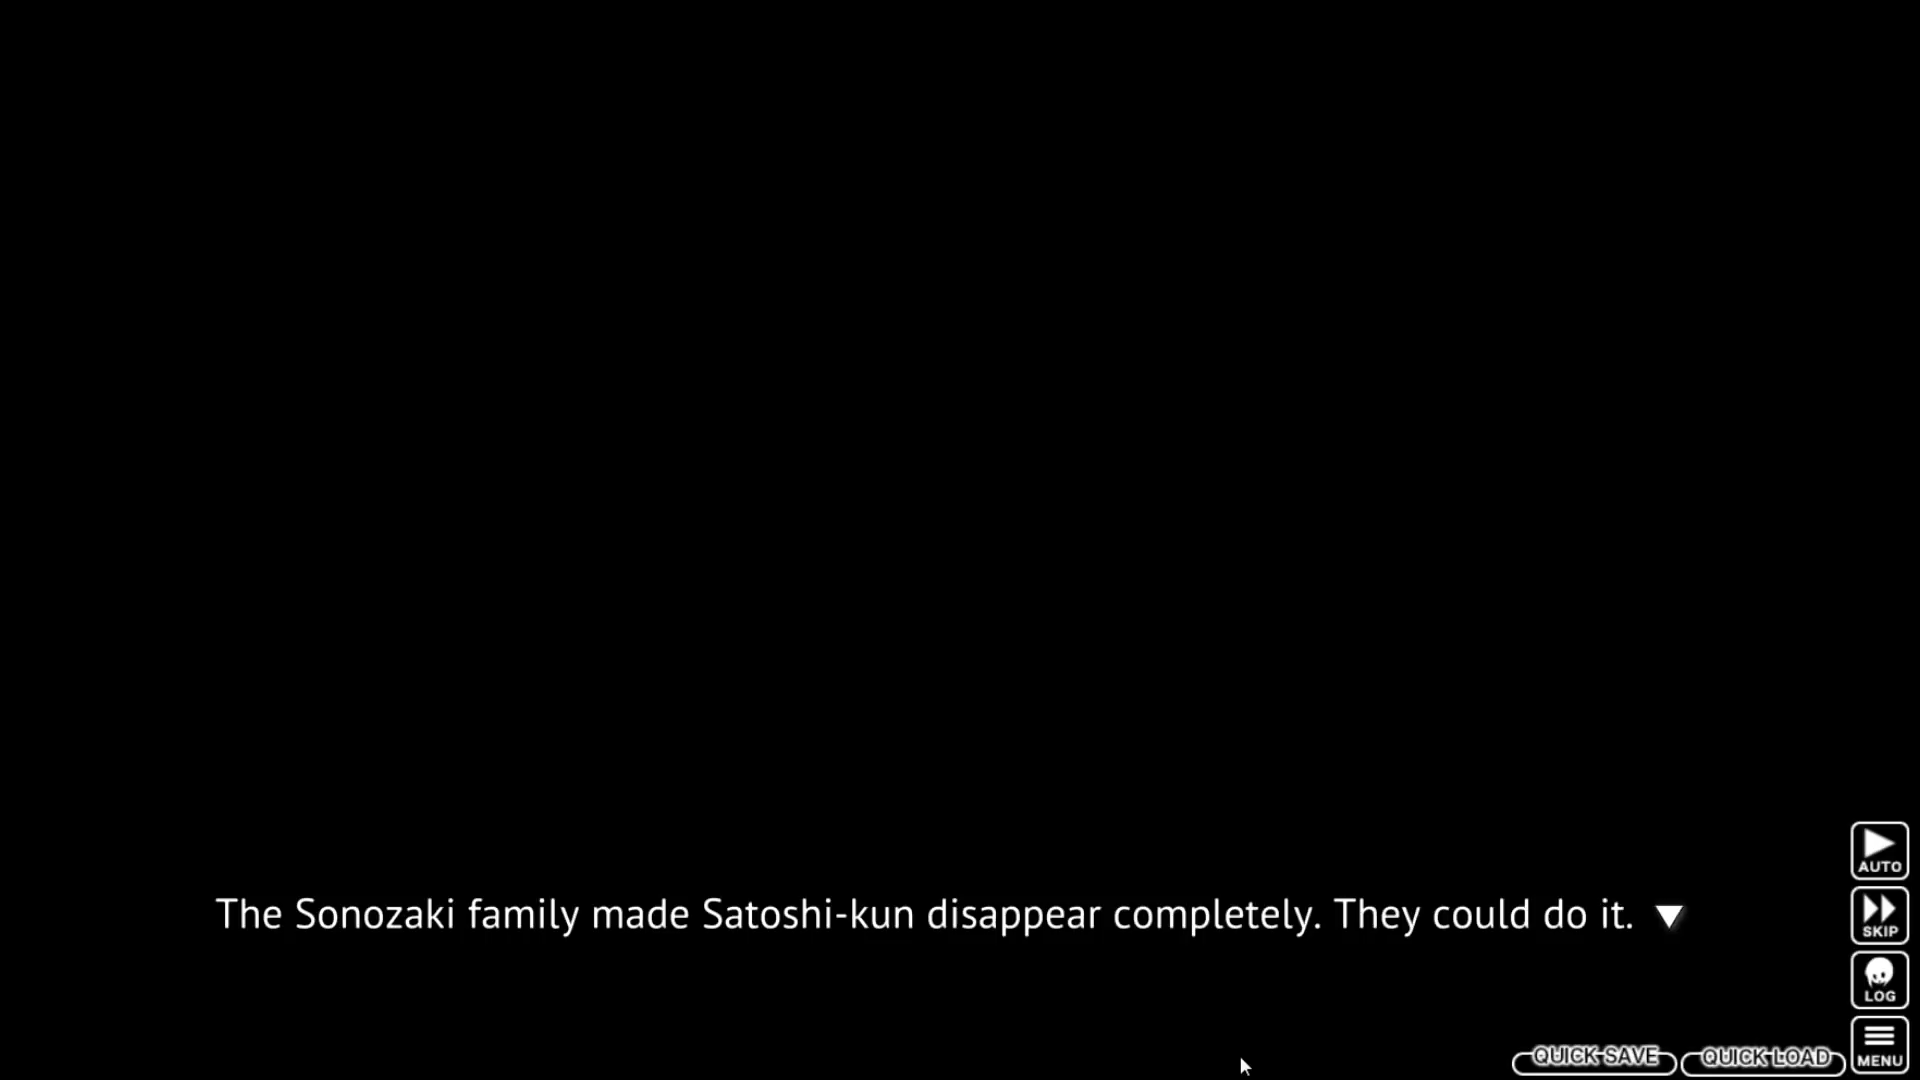 The Sonozaki family made Satoshi-kun disappear completely. They could do it.
AUTO
SKIP
LOG
QUICK SAVE QUICK LOAD MENU